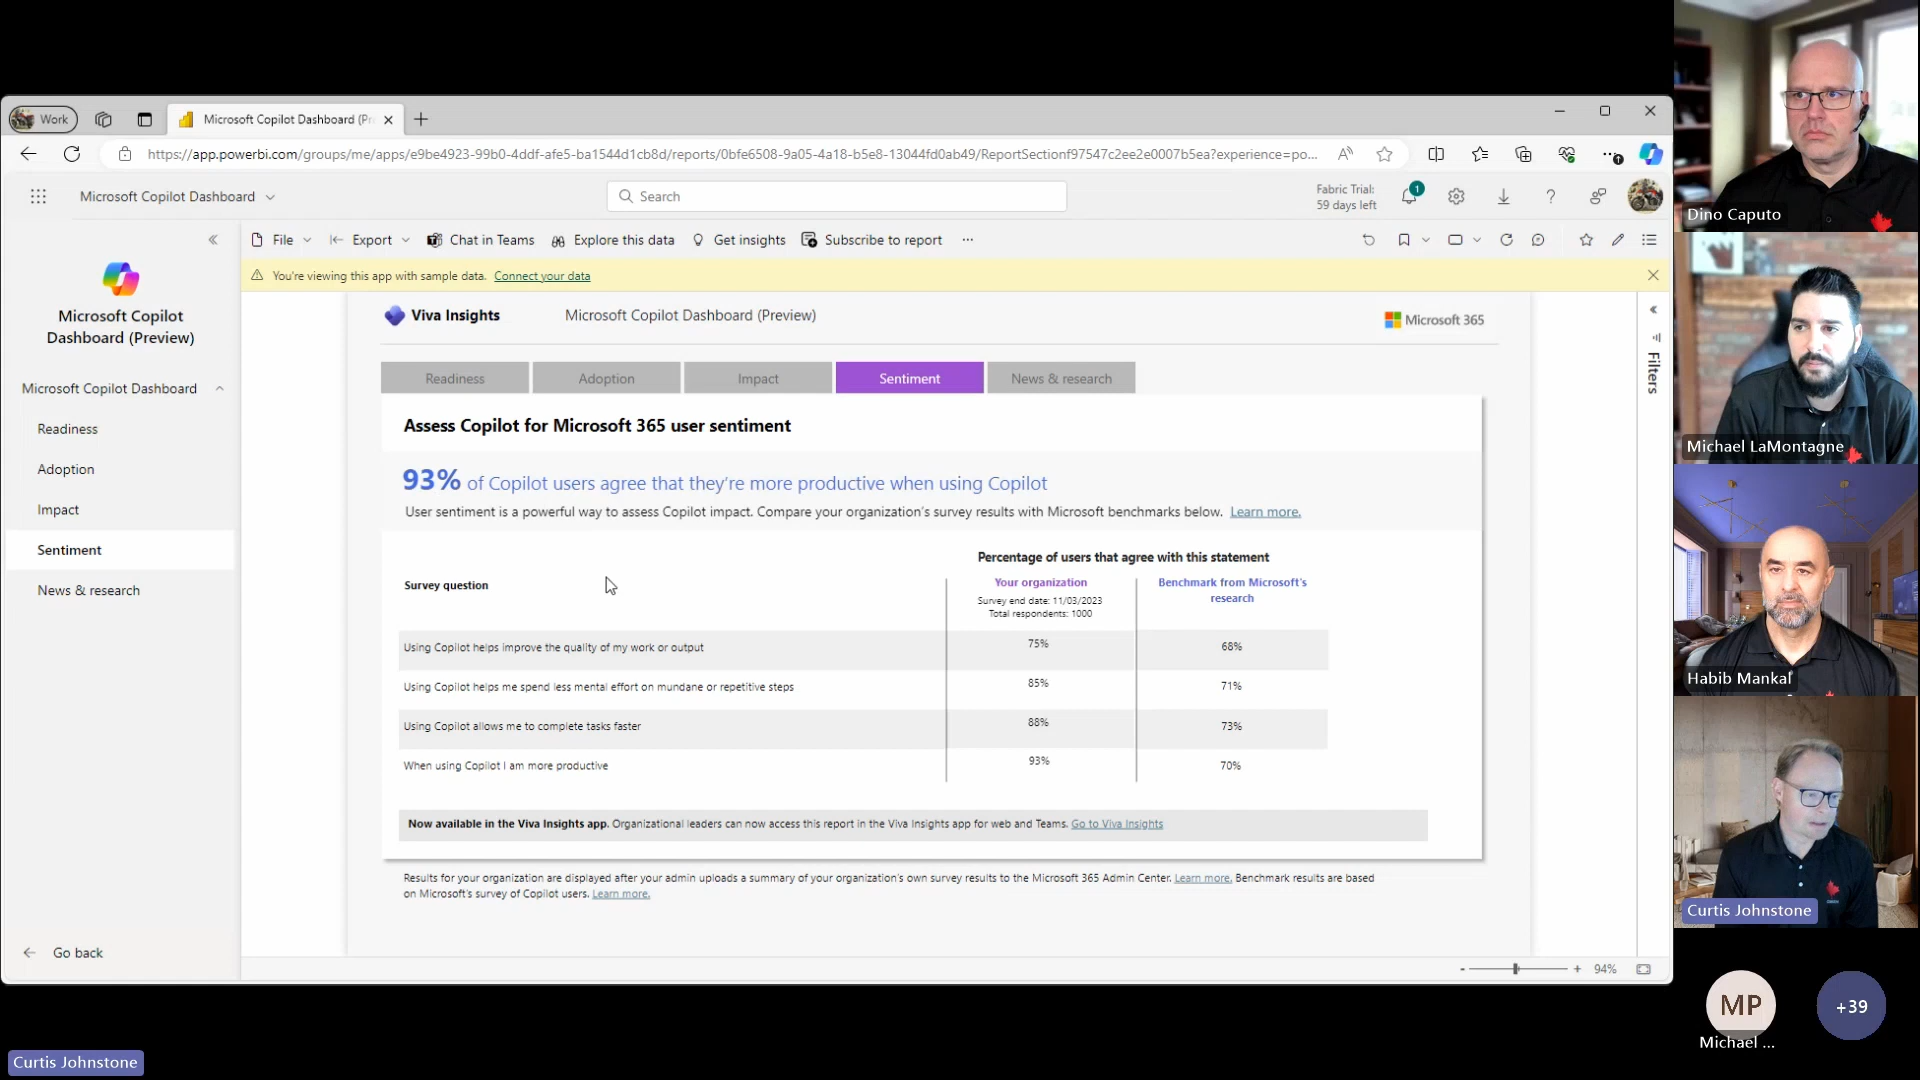 Work
Microsoft Copilot Dashboard (Pr
https://app.powerbi.com/groups/me/apps/e9be4923-99b0-4ddf-afe5-ba1544d1cb8d/reports/0bfe6508-9a05-4a18-b5e8-13044fd0ab49/ReportSectionf97547c2ee2e0007b5ea?experience=po...
Microsoft Copilot Dashboard
Search
Fabric Trial:
59 days left
1
File
Export
Chat in Teams
Explore this data
Get insights
Subscribe to report
You're viewing this app with sample data. Connect your data
Microsoft Copilot
Dashboard (Preview)
Microsoft Copilot Dashboard
Readiness
Adoption
Impact
Sentiment
News & research
Go back
Viva Insights
Microsoft Copilot Dashboard (Preview)
Microsoft 365
Readiness
Adoption
Impact
Sentiment
News & research
Assess Copilot for Microsoft 365 user sentiment
93% of Copilot users agree that they're more productive when using Copilot
User sentiment is a powerful way to assess Copilot impact. Compare your organization's survey results with Microsoft benchmarks below. Learn more.
Percentage of users that agree with this statement
Survey question
Your organization
Survey end date: 11/03/2023
Total respondents: 1000
Benchmark from Microsoft's
research
Using Copilot helps improve the quality of my work or output 75% 68%
Using Copilot helps me spend less mental effort on mundane or repetitive steps 85% 71%
Using Copilot allows me to complete tasks faster 88% 73%
When using Copilot I am more productive 93% 70%
Now available in the Viva Insights app. Organizational leaders can now access this report in the Viva Insights app for web and Teams. Go to Viva Insights
Results for your organization are displayed after your admin uploads a summary of your organization's own survey results to the Microsoft 365 Admin Center. Learn more. Benchmark results are based
on Microsoft's survey of Copilot users. Learn more.
Filters
94%
Dino Caputo
Michael LaMontagne
Habib Mankal
Curtis Johnstone
MP
+39
Michael ...
Curtis Johnstone